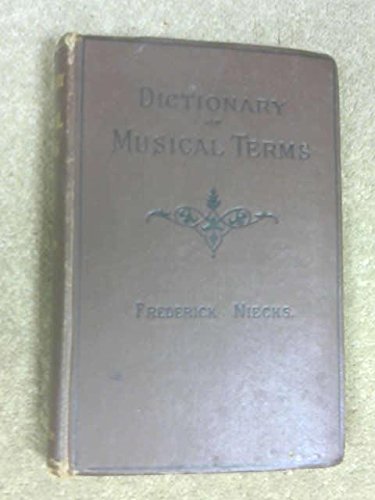 DICTIONARY
OF
MUSICAL TERMS
FREDERICK NIECKS.